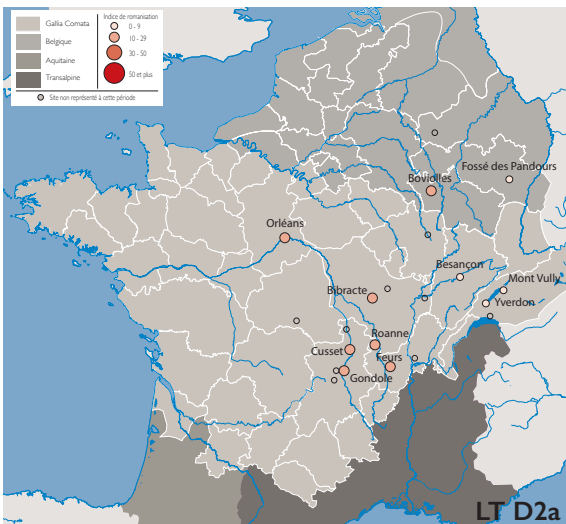 Gallia Comata
Belgique
Aquitaine
Transalpine
Indice de romanisation
0 - 9
10 - 29
30 - 50
50 et plus
Site non représenté à cette période
Fossé des Pandours
Boviolles
Orléans
Besançon
Mont Vully
Bibracte
Yverdon
Roanne
Cusset
Feurs
Gondole
LT D2a